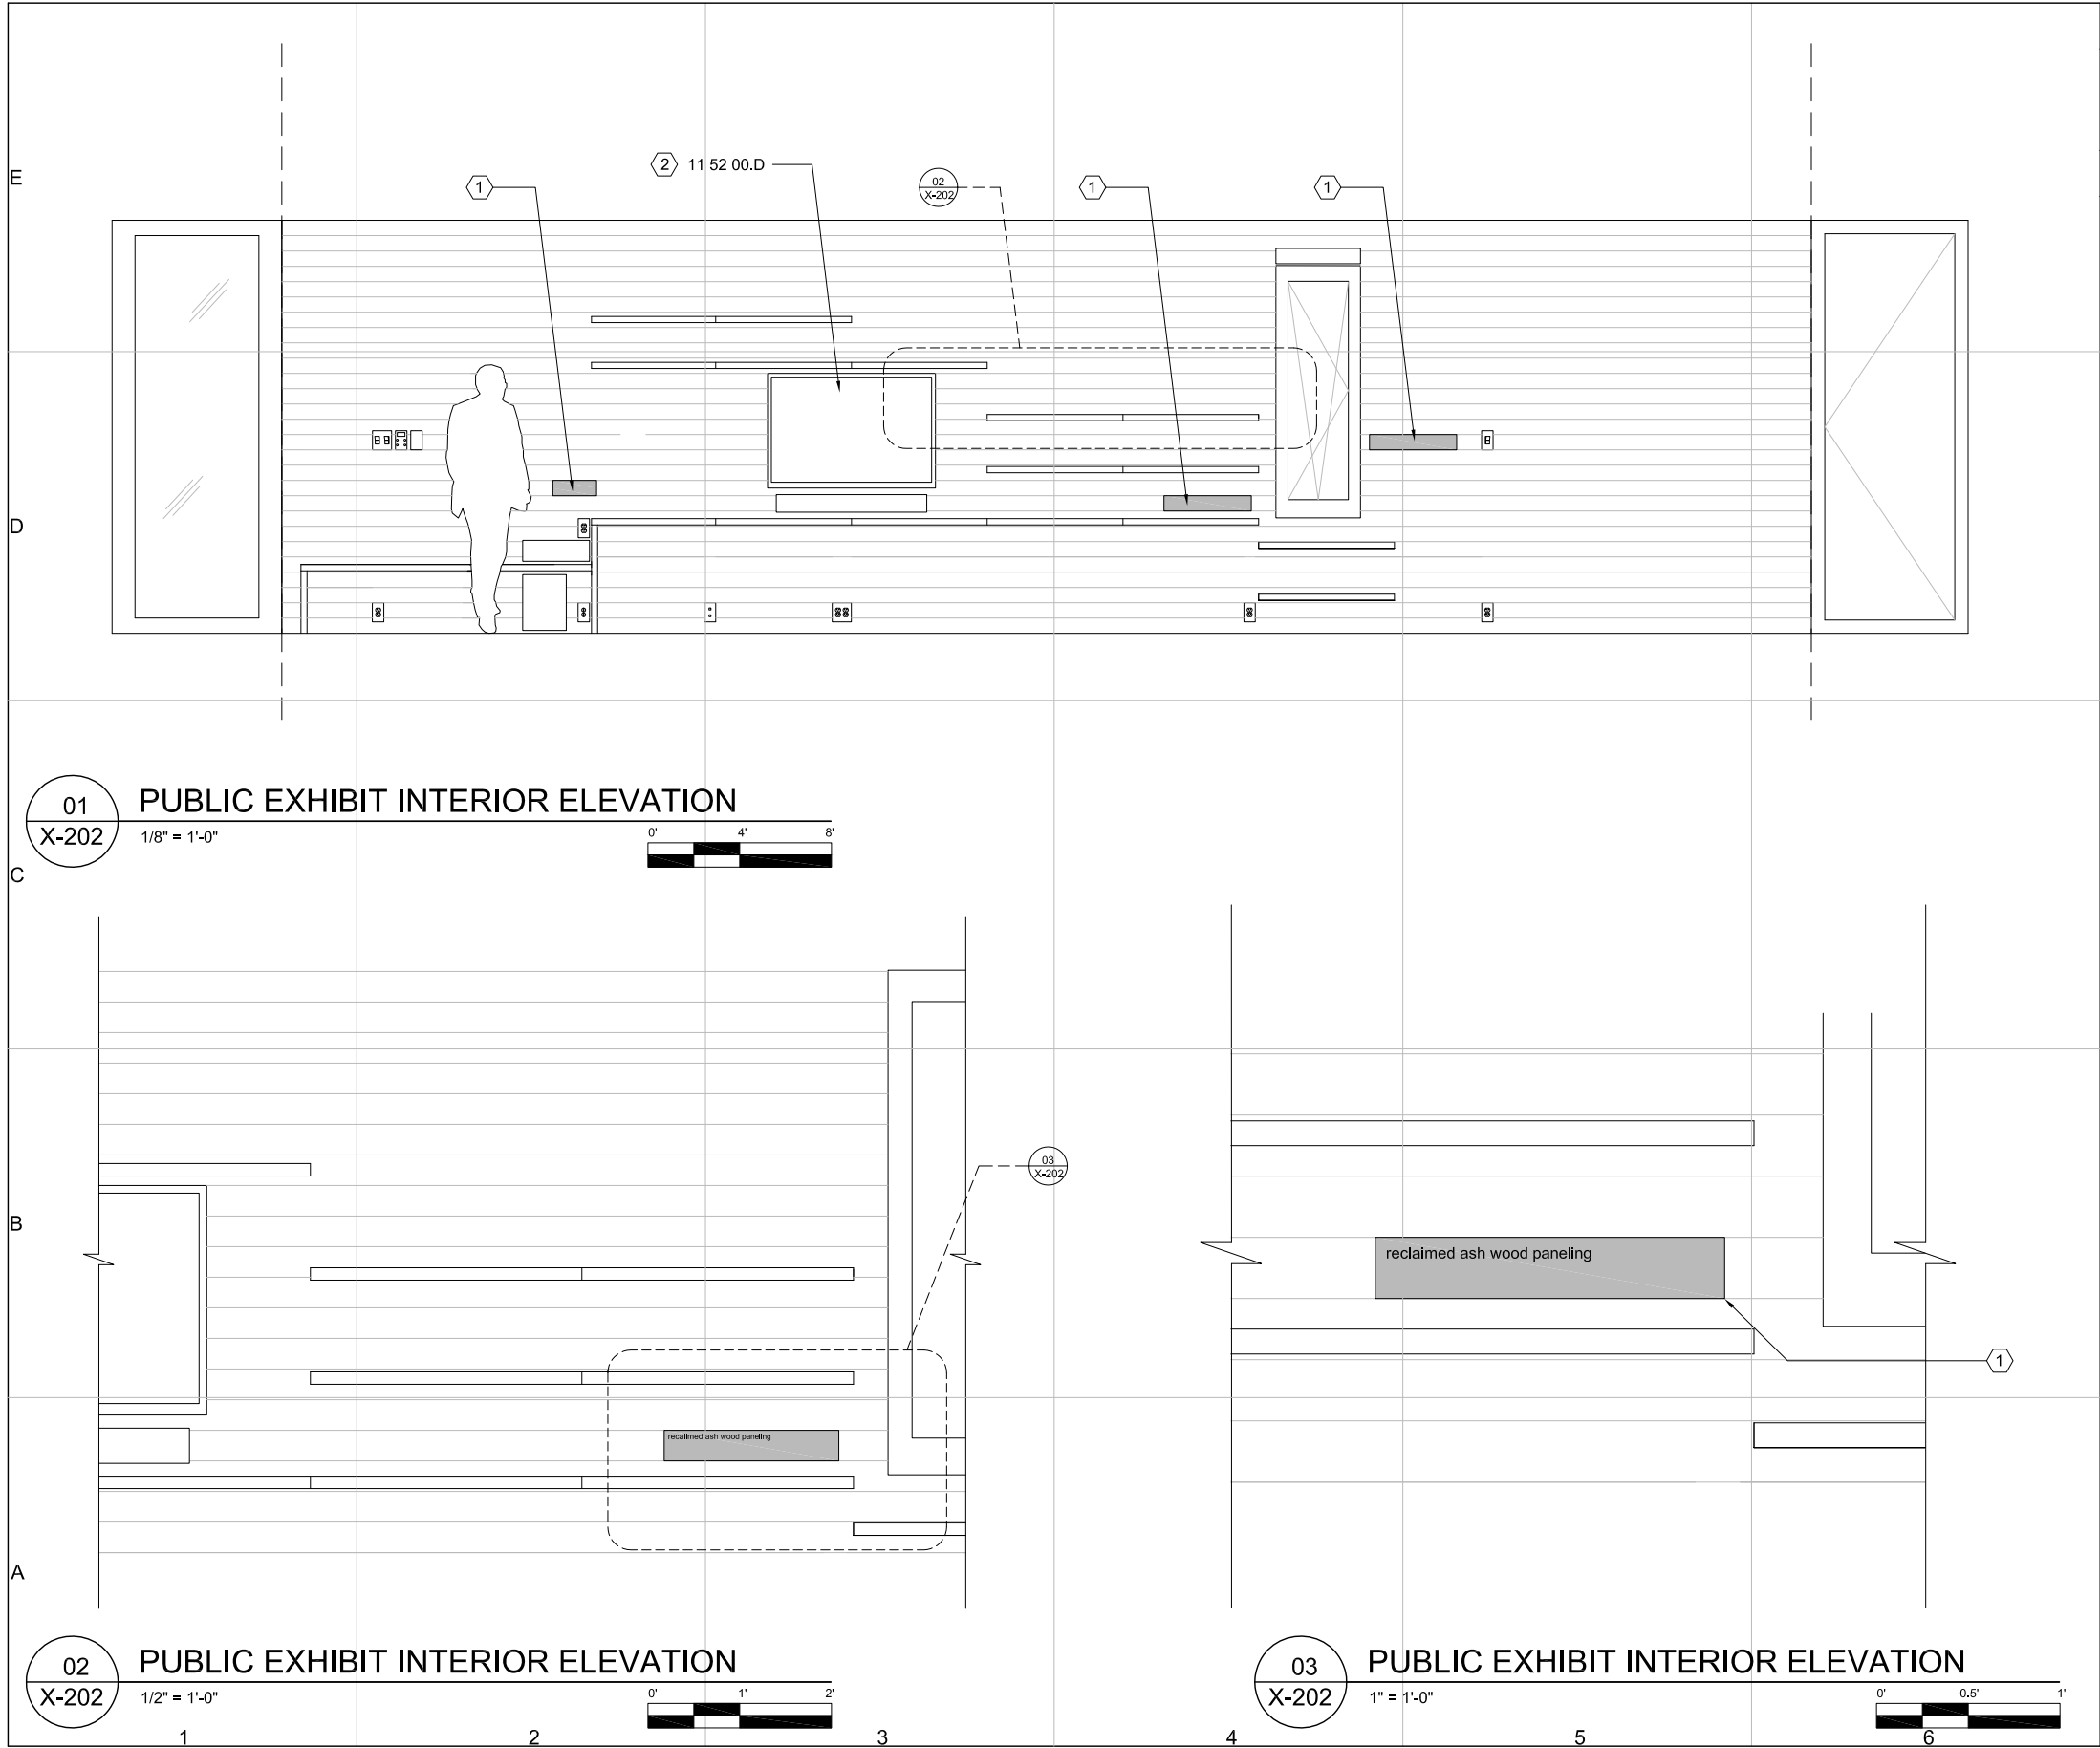 E
2 11 52 00.D
02
X-202
1
1
1
D
01
X-202
PUBLIC EXHIBIT INTERIOR ELEVATION
1/8" = 1'-0"
0' 4' 8'
C
B
03
X-202
reclaimed ash wood paneling
1
recalimed ash wood paneling
A
02
X-202
PUBLIC EXHIBIT INTERIOR ELEVATION
1/2" = 1'-0"
0' 1' 2'
03
X-202
PUBLIC EXHIBIT INTERIOR ELEVATION
1" = 1'-0"
0' 0.5' 1'
1 2 3 4 5 6